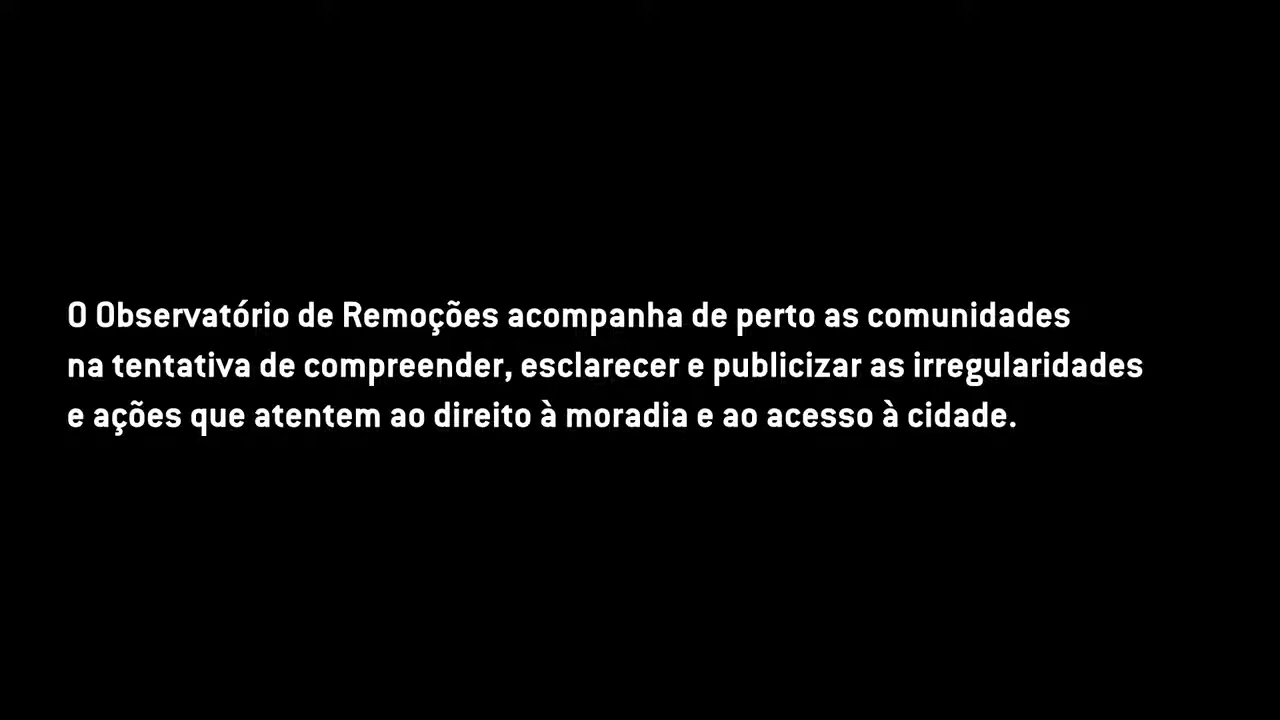 O Observatório de Remoções acompanha de perto as comunidades
na tentativa de compreender, esclarecer e publicizar as irregularidades
e ações que atentem ao direito à moradia e ao acesso à cidade.